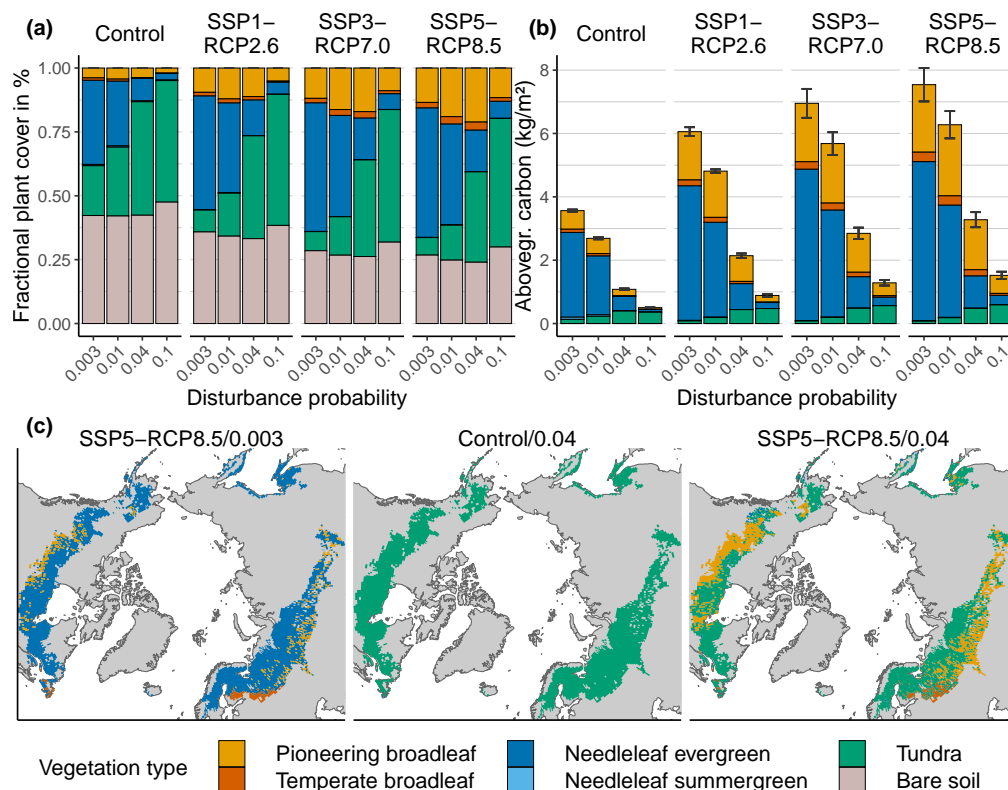 (a)
Control
SSP1–
RCP2.6
SSP3–
RCP7.0
SSP5–
RCP8.5
Fractional plant cover in %
1.00
0.75
0.50
0.25
0.00
0.003
0.01
0.04
0.1
0.003
0.01
0.04
0.1
0.003
0.01
0.04
0.1
0.003
0.01
0.04
0.1
Disturbance probability
(b)
Control
SSP1–
RCP2.6
SSP3–
RCP7.0
SSP5–
RCP8.5
Abovegr. carbon (kg/m²)
8
6
4
2
0
0.003
0.01
0.04
0.1
0.003
0.01
0.04
0.1
0.003
0.01
0.04
0.1
0.003
0.01
0.04
0.1
Disturbance probability
(c)
SSP5–RCP8.5/0.003
Control/0.04
SSP5–RCP8.5/0.04
Vegetation type
Pioneering broadleaf
Temperate broadleaf
Needleleaf evergreen
Needleleaf summergreen
Tundra
Bare soil